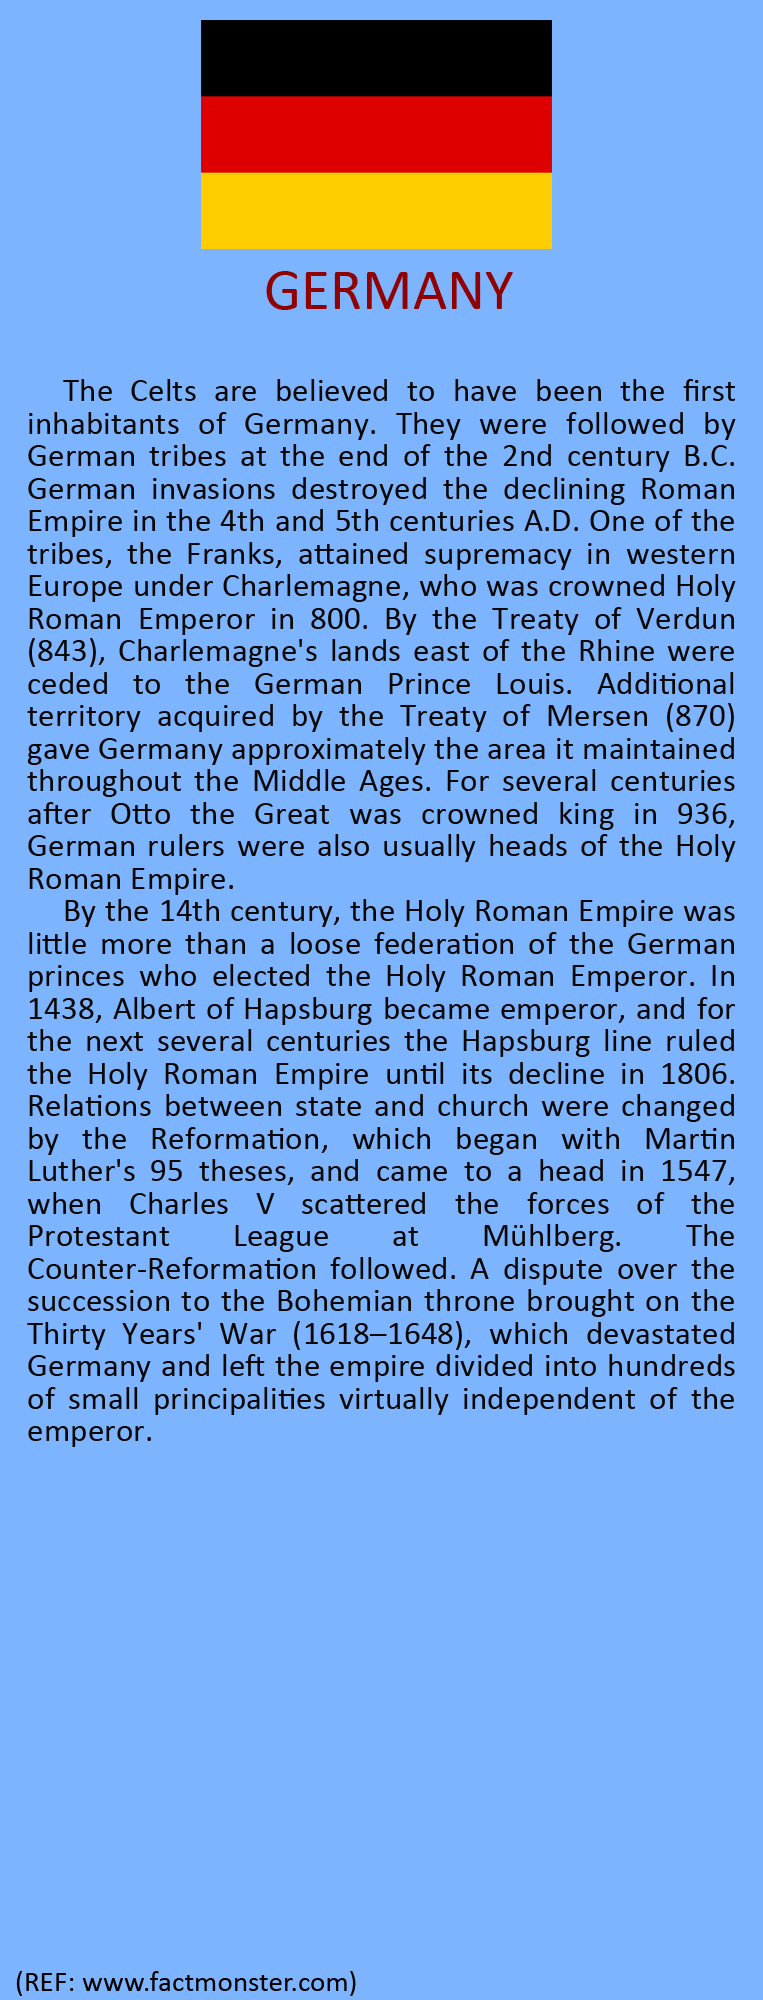 GERMANY
The Celts are believed to have been the first
inhabitants of Germany. They were followed by
German tribes at the end of the 2nd century B.C.
German invasions destroyed the declining Roman
Empire in the 4th and 5th centuries A.D. One of the
tribes, the Franks, attained supremacy in western
Europe under Charlemagne, who was crowned Holy
Roman Emperor in 800. By the Treaty of Verdun
(843), Charlemagne's lands east of the Rhine were
ceded to the German Prince Louis. Additional
territory acquired by the Treaty of Mersen (870)
gave Germany approximately the area it maintained
throughout the Middle Ages. For several centuries
after Otto the Great was crowned king in 936,
German rulers were also usually heads of the Holy
Roman Empire.
By the 14th century, the Holy Roman Empire was
little more than a loose federation of the German
princes who elected the Holy Roman Emperor. In
1438, Albert of Hapsburg became emperor, and for
the next several centuries the Hapsburg line ruled
the Holy Roman Empire until its decline in 1806.
Relations between state and church were changed
by the Reformation, which began with Martin
Luther's 95 theses, and came to a head in 1547,
when Charles V scattered the forces of the
Protestant League at Mühlberg. The
Counter-Reformation followed. A dispute over the
succession to the Bohemian throne brought on the
Thirty Years' War (1618–1648), which devastated
Germany and left the empire divided into hundreds
of small principalities virtually independent of the
emperor.
(REF: www.factmonster.com)